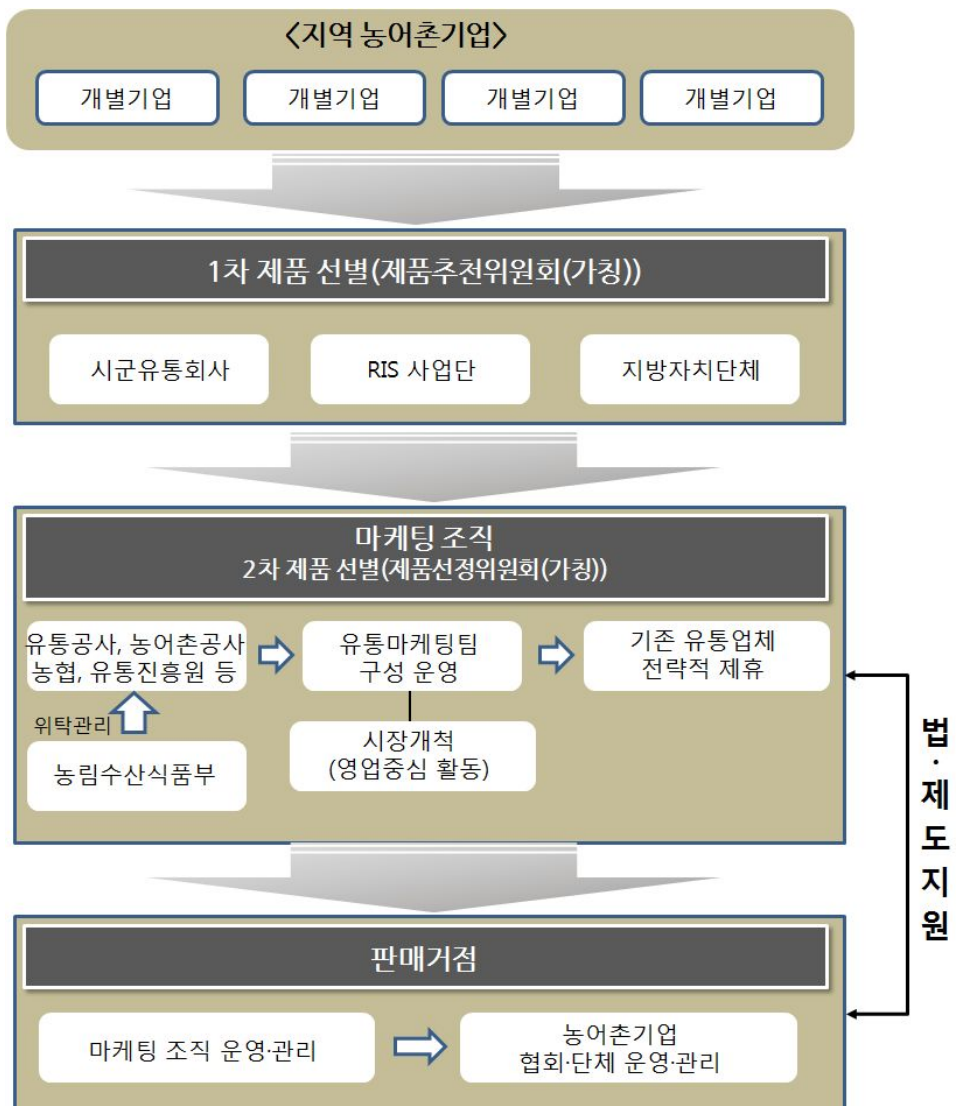 <지역 농어촌기업>
개별기업
개별기업
개별기업
개별기업
1차 제품 선별(제품추천위원회(가칭))
시군유통회사
RIS 사업단
지방자치단체
마케팅 조직
2차 제품 선별(제품선정위원회(가칭))
유통공사, 농어촌공사
농협, 유통진흥원 등
유통마케팅팀
구성 운영
기존 유통업체
전략적 제휴
위탁관리
농림수산식품부
시장개척
(영업중심 활동)
법·제도지원
판매거점
마케팅 조직 운영·관리
농어촌기업
협회·단체 운영·관리